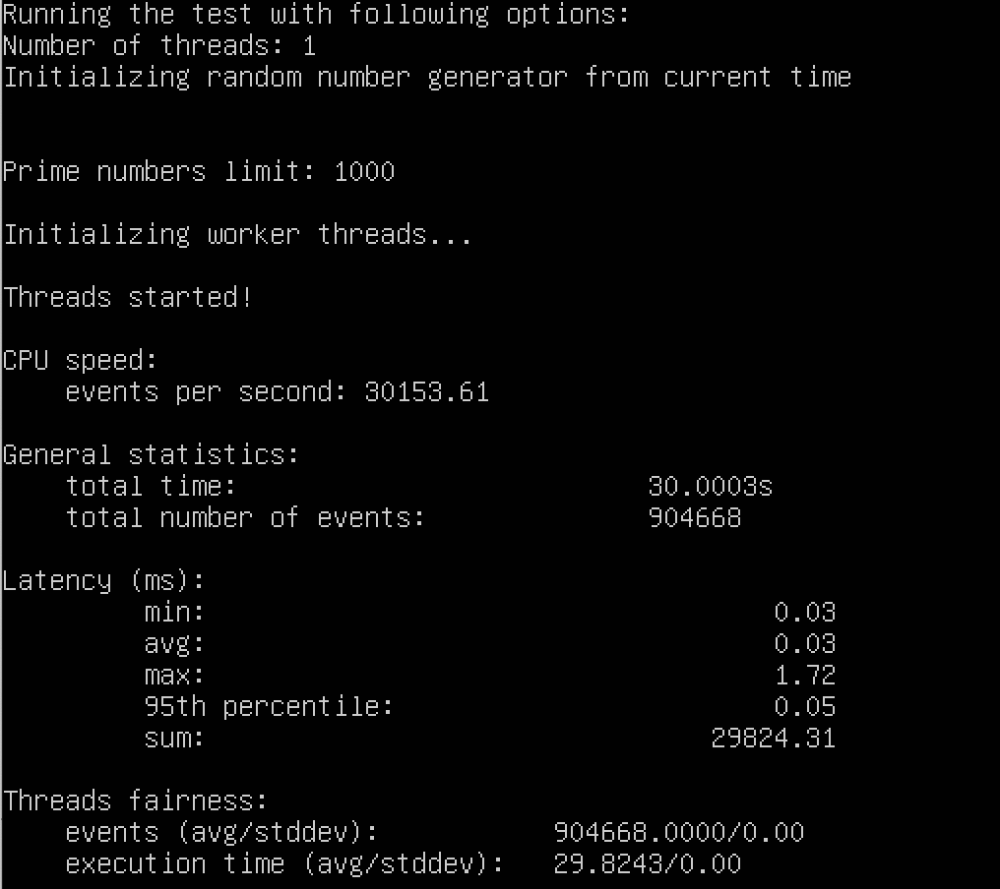 Running the test with following options:
Number of threads: 1
Initializing random number generator from current time
Prime numbers limit: 1000
Initializing worker threads...
Threads started!
CPU speed:
events per second: 30153.61
General statistics:
total time: 30.0003s
total number of events: 904668
Latency (ms):
min: 0.03
avg: 0.03
max: 1.72
95th percentile: 0.05
sum: 29824.31
Threads fairness:
events (avg/stddev): 904668.0000/0.00
execution time (avg/stddev): 29.8243/0.00